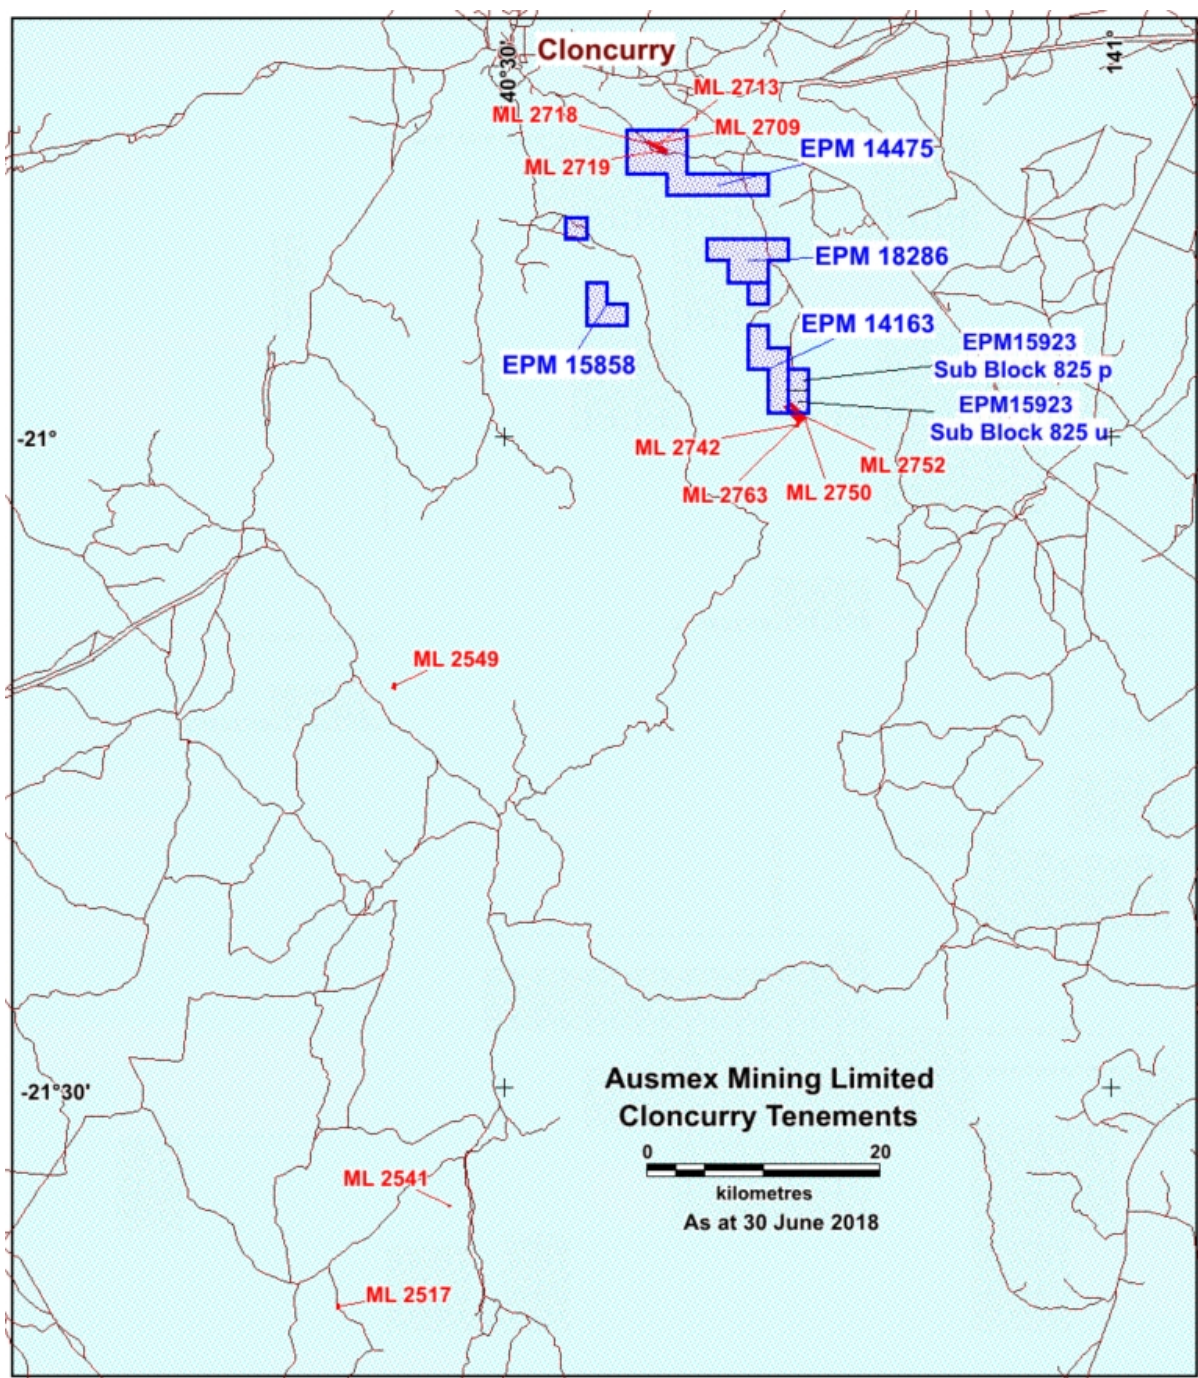 Cloncurry
40°30'
141°
ML 2713
ML 2718
ML 2709
EPM 14475
ML 2719
EPM 18286
EPM 14163
EPM15923
Sub Block 825 p
EPM 15858
EPM15923
Sub Block 825 u
-21°
ML 2742
ML 2752
ML 2763
ML 2750
ML 2549
Ausmex Mining Limited
Cloncurry Tenements
-21°30'
0 20
kilometres
As at 30 June 2018
ML 2541
ML 2517